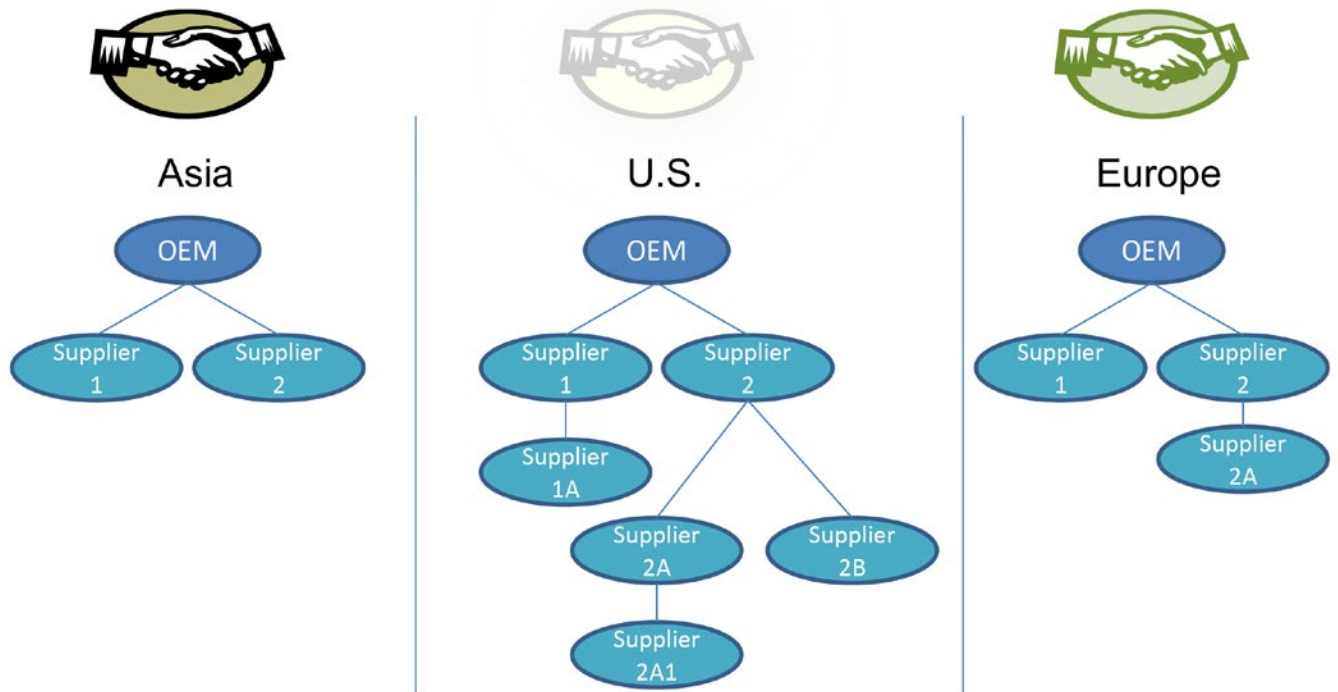 Asia
OEM
Supplier
1
Supplier
2
U.S.
OEM
Supplier
1
Supplier
2
Supplier
1A
Supplier
2A
Supplier
2B
Supplier
2A1
Europe
OEM
Supplier
1
Supplier
2
Supplier
2A